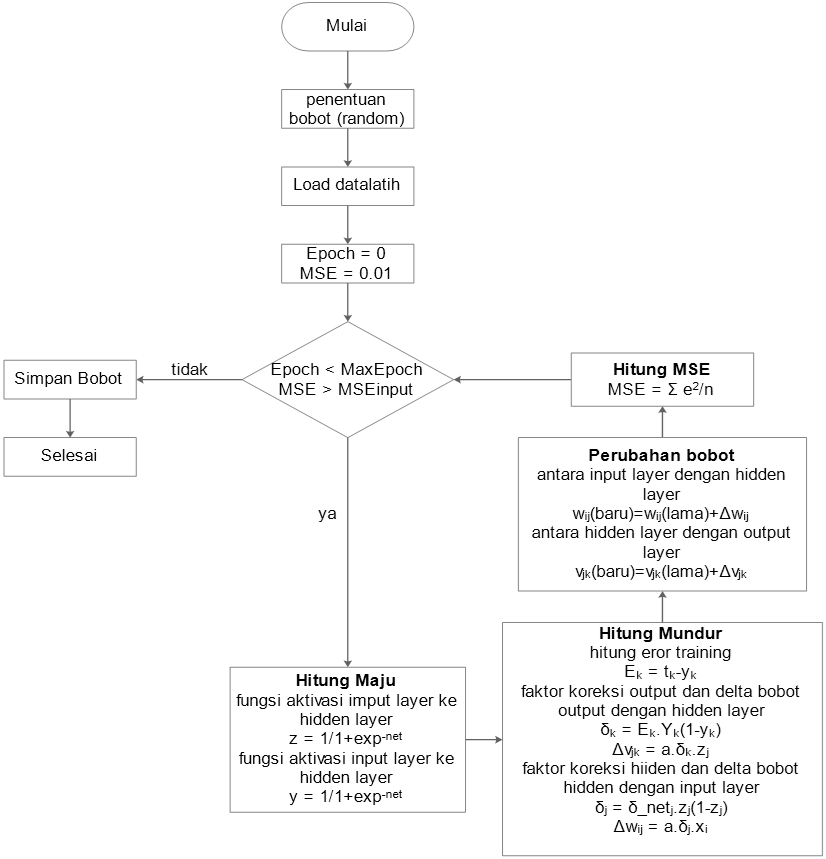 Mulai
penentuan
bobot (random)
Load datalatih
Epoch = 0
MSE = 0.01
Epoch < MaxEpoch
MSE > MSEinput
tidak
Simpan Bobot
Selesai
ya
Hitung Maju
fungsi aktivasi imput layer ke
hidden layer
z = 1/1+exp⁻ⁿᵉᵗ
fungsi aktivasi input layer ke
hidden layer
y = 1/1+exp⁻ⁿᵉᵗ
Hitung Mundur
hitung eror training
Eₖ = tₖ-yₖ
faktor koreksi output dan delta bobot
output dengan hidden layer
δₖ = Eₖ.Yₖ(1-yₖ)
Δvⱼₖ = a.δₖ.zⱼ
faktor koreksi hiiden dan delta bobot
hidden dengan input layer
δⱼ = δ_netⱼ.zⱼ(1-zⱼ)
Δwᵢⱼ = a.δⱼ.xᵢ
Perubahan bobot
antara input layer dengan hidden
layer
wᵢⱼ(baru)=wᵢⱼ(lama)+Δwᵢⱼ
antara hidden layer dengan output
layer
vⱼₖ(baru)=vⱼₖ(lama)+Δvⱼₖ
Hitung MSE
MSE = Σ e²/n